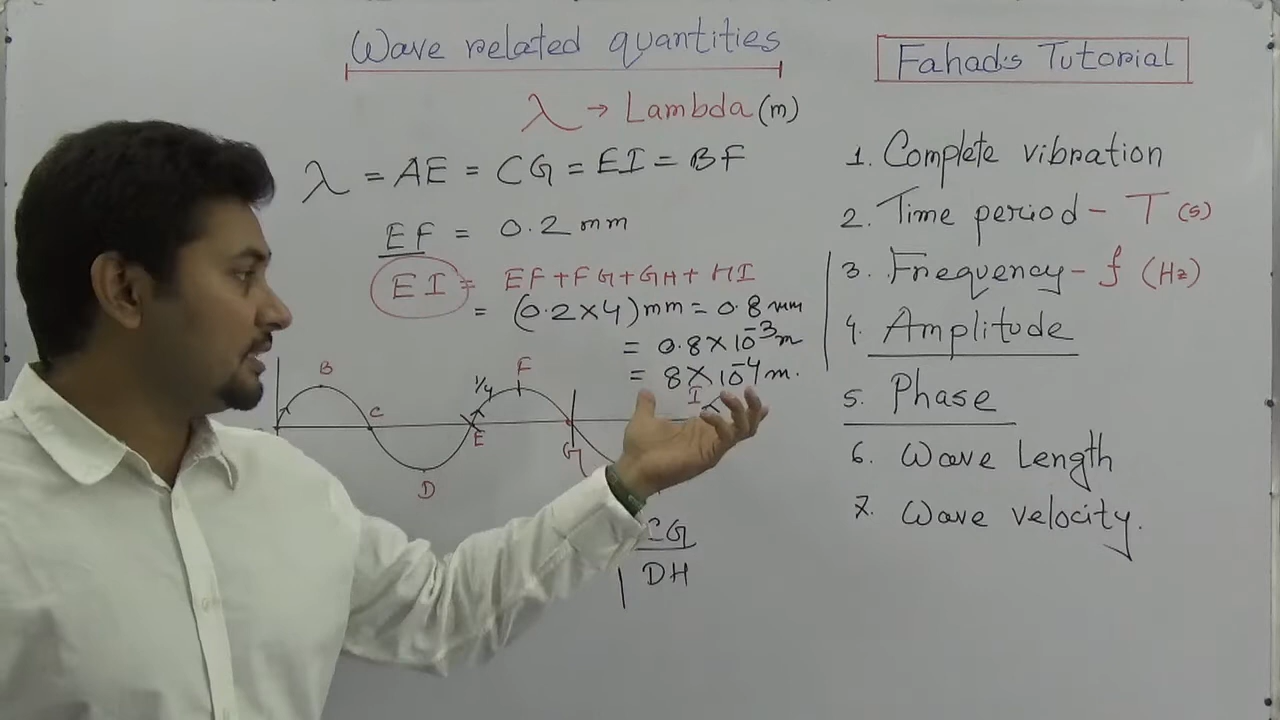 Wave related quantities
Fahad's Tutorial
λ → Lambda (m)
λ = AE = CG = EI = BF
EF = 0.2 mm
EI = EF + FG + GH + HI
= (0.2 × 4) mm = 0.8 mm
= 0.8 × 10⁻³ m
= 8 × 10⁻⁴ m.
B
C
D
1/4
E
F
G
I
CG
DH
1. Complete vibration
2. Time period - T (s)
3. Frequency - f (Hz)
4. Amplitude
5. Phase
6. Wave Length
7. Wave velocity.